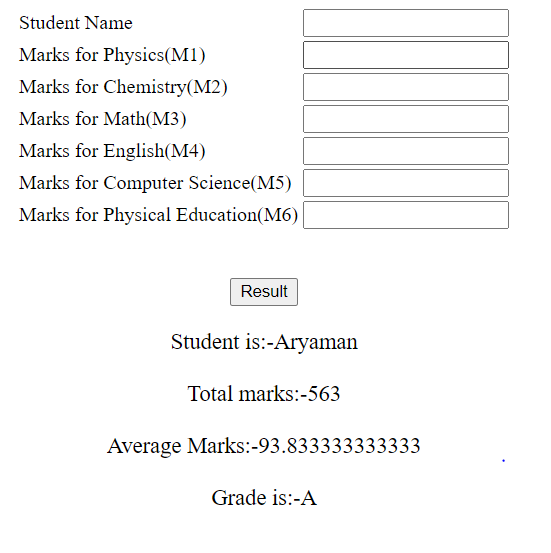 Student Name
Marks for Physics(M1)
Marks for Chemistry(M2)
Marks for Math(M3)
Marks for English(M4)
Marks for Computer Science(M5)
Marks for Physical Education(M6)
Result
Student is:-Aryaman
Total marks:-563
Average Marks:-93.833333333333
Grade is:-A